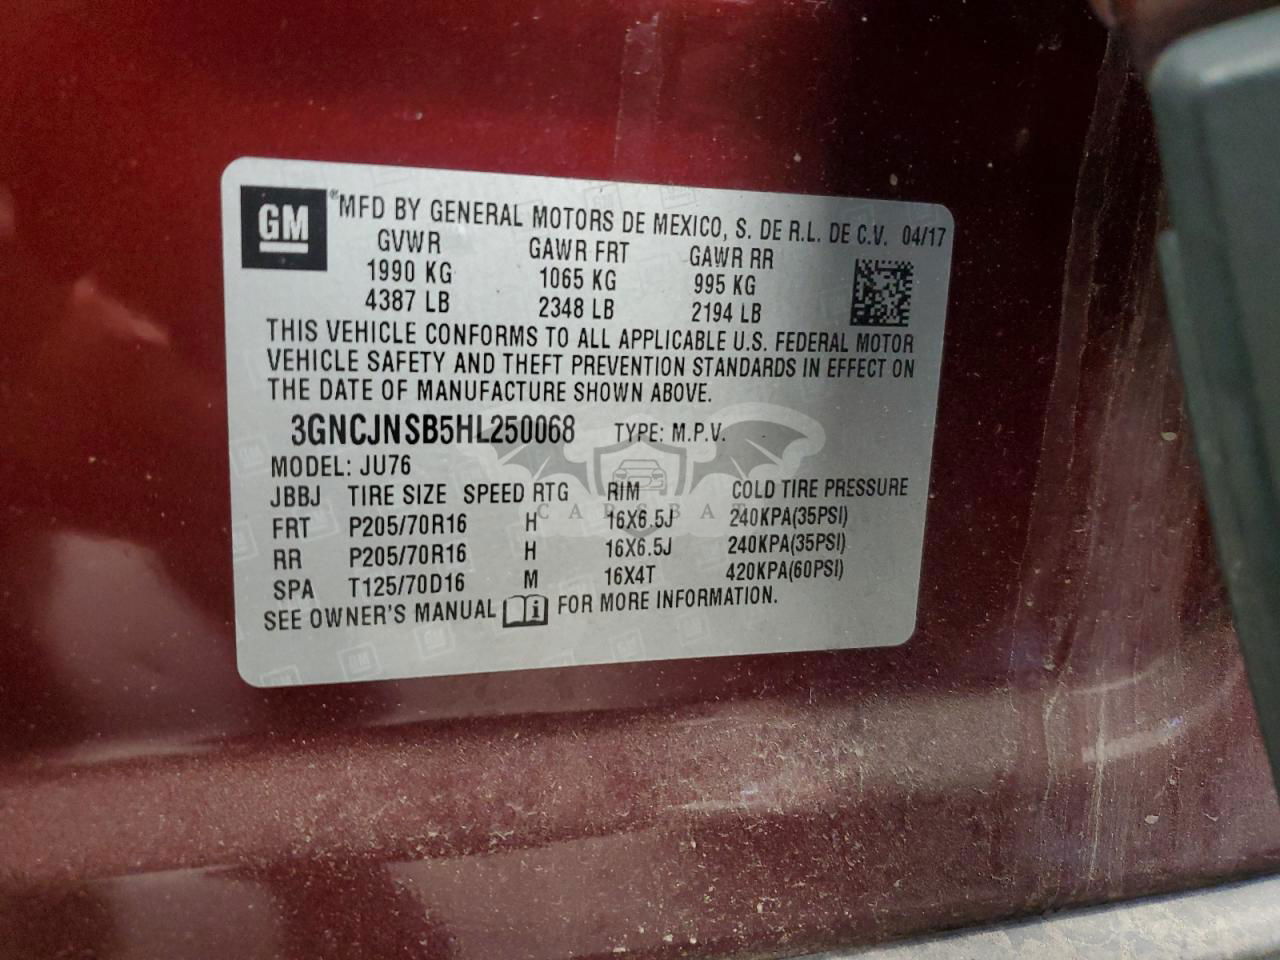 GM ®MFD BY GENERAL MOTORS DE MEXICO, S. DE R.L. DE C.V. 04/17
GVWR GAWR FRT GAWR RR
1990 KG 1065 KG 995 KG
4387 LB 2348 LB 2194 LB
THIS VEHICLE CONFORMS TO ALL APPLICABLE U.S. FEDERAL MOTOR
VEHICLE SAFETY AND THEFT PREVENTION STANDARDS IN EFFECT ON
THE DATE OF MANUFACTURE SHOWN ABOVE.
3GNCJNSB5HL250068 TYPE: M.P.V.
MODEL: JU76
JBBJ TIRE SIZE SPEED RTG RIM COLD TIRE PRESSURE
CARSBAT
FRT P205/70R16 H 16X6.5J 240KPA(35PSI)
RR P205/70R16 H 16X6.5J 240KPA(35PSI)
SPA T125/70D16 M 16X4T 420KPA(60PSI)
SEE OWNER'S MANUAL i FOR MORE INFORMATION.